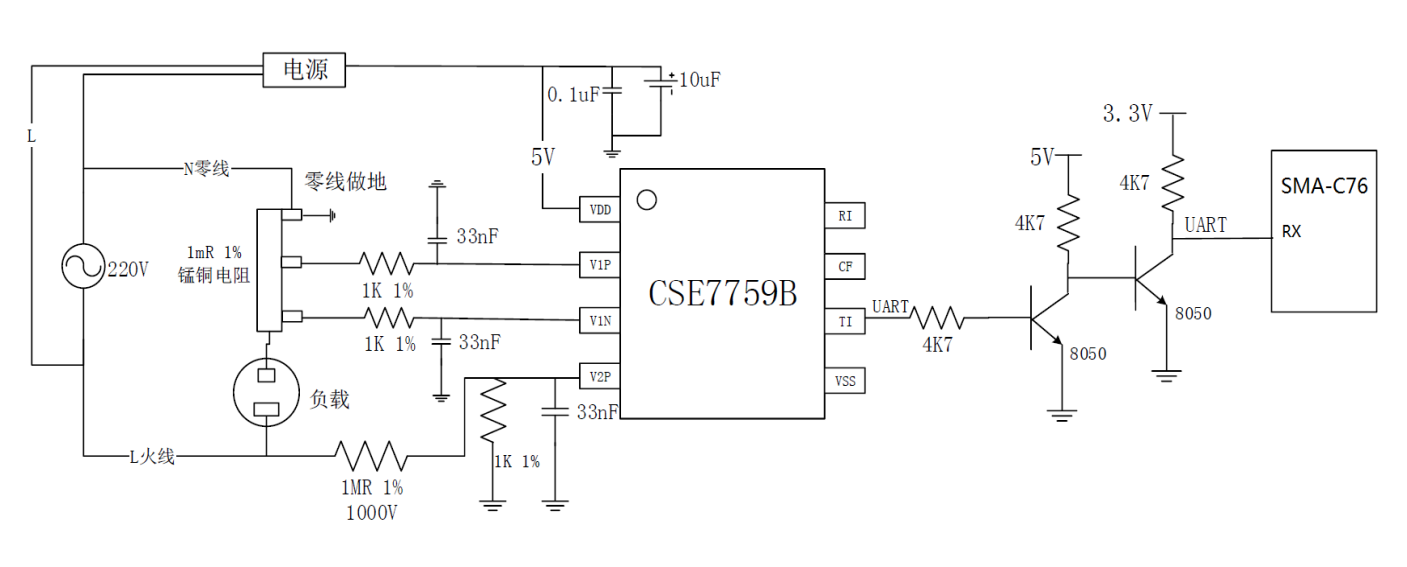 电源
0.1uF
+
10uF
L
5V
N零线
零线做地
33nF
1mR 1%
锰铜电阻
220V
1K 1%
1K 1%
33nF
负载
L火线
1MR 1%
1000V
1K 1%
33nF
VDD
V1P
V1N
V2P
CSE7759B
RI
CF
TI
VSS
UART
4K7
5V
4K7
8050
3.3V
4K7
8050
UART
SMA-C76
RX